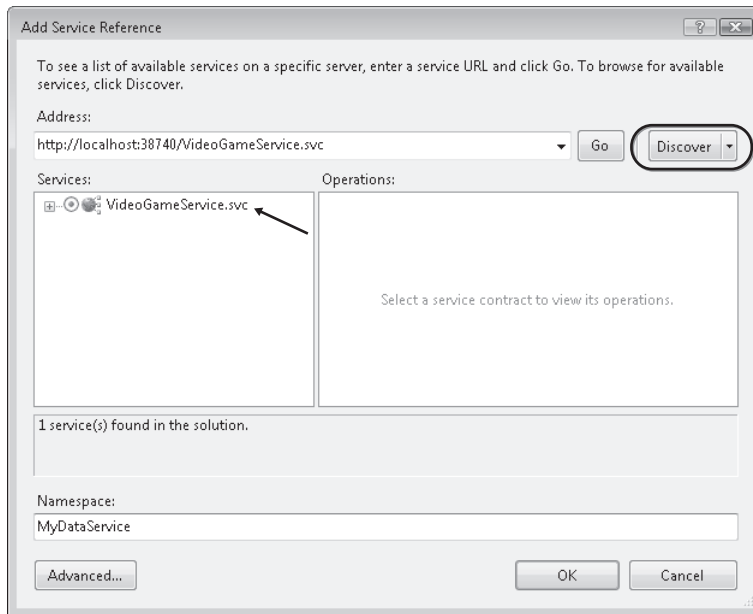 Add Service Reference
To see a list of available services on a specific server, enter a service URL and click Go. To browse for available
services, click Discover.
Address:
http://localhost:38740/VideoGameService.svc
Go
Discover
Services:
Operations:
VideoGameService.svc
Select a service contract to view its operations.
1 service(s) found in the solution.
Namespace:
MyDataService
Advanced...
OK
Cancel